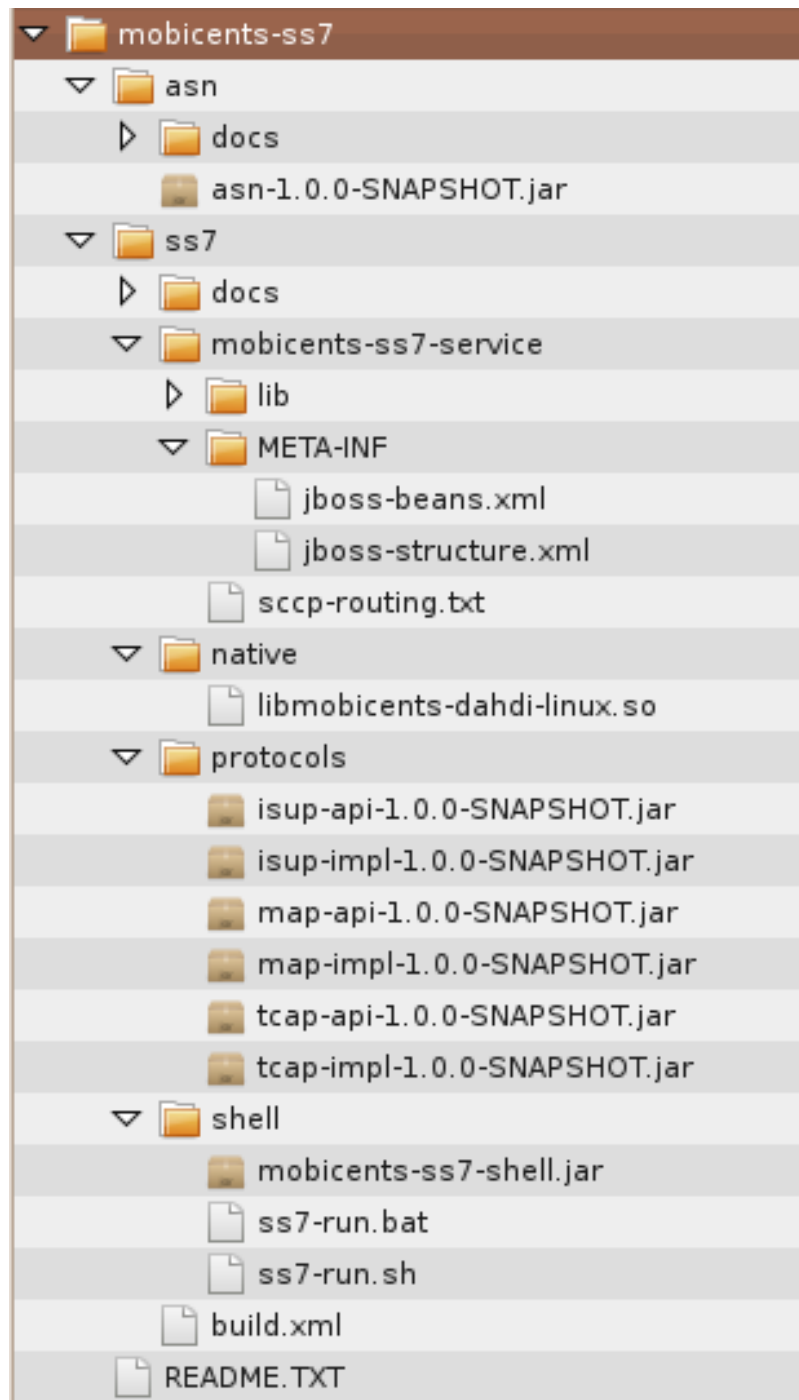 mobicents-ss7
asn
docs
asn-1.0.0-SNAPSHOT.jar
ss7
docs
mobicents-ss7-service
lib
META-INF
jboss-beans.xml
jboss-structure.xml
sccp-routing.txt
native
libmobicents-dahdi-linux.so
protocols
isup-api-1.0.0-SNAPSHOT.jar
isup-impl-1.0.0-SNAPSHOT.jar
map-api-1.0.0-SNAPSHOT.jar
map-impl-1.0.0-SNAPSHOT.jar
tcap-api-1.0.0-SNAPSHOT.jar
tcap-impl-1.0.0-SNAPSHOT.jar
shell
mobicents-ss7-shell.jar
ss7-run.bat
ss7-run.sh
build.xml
README.TXT